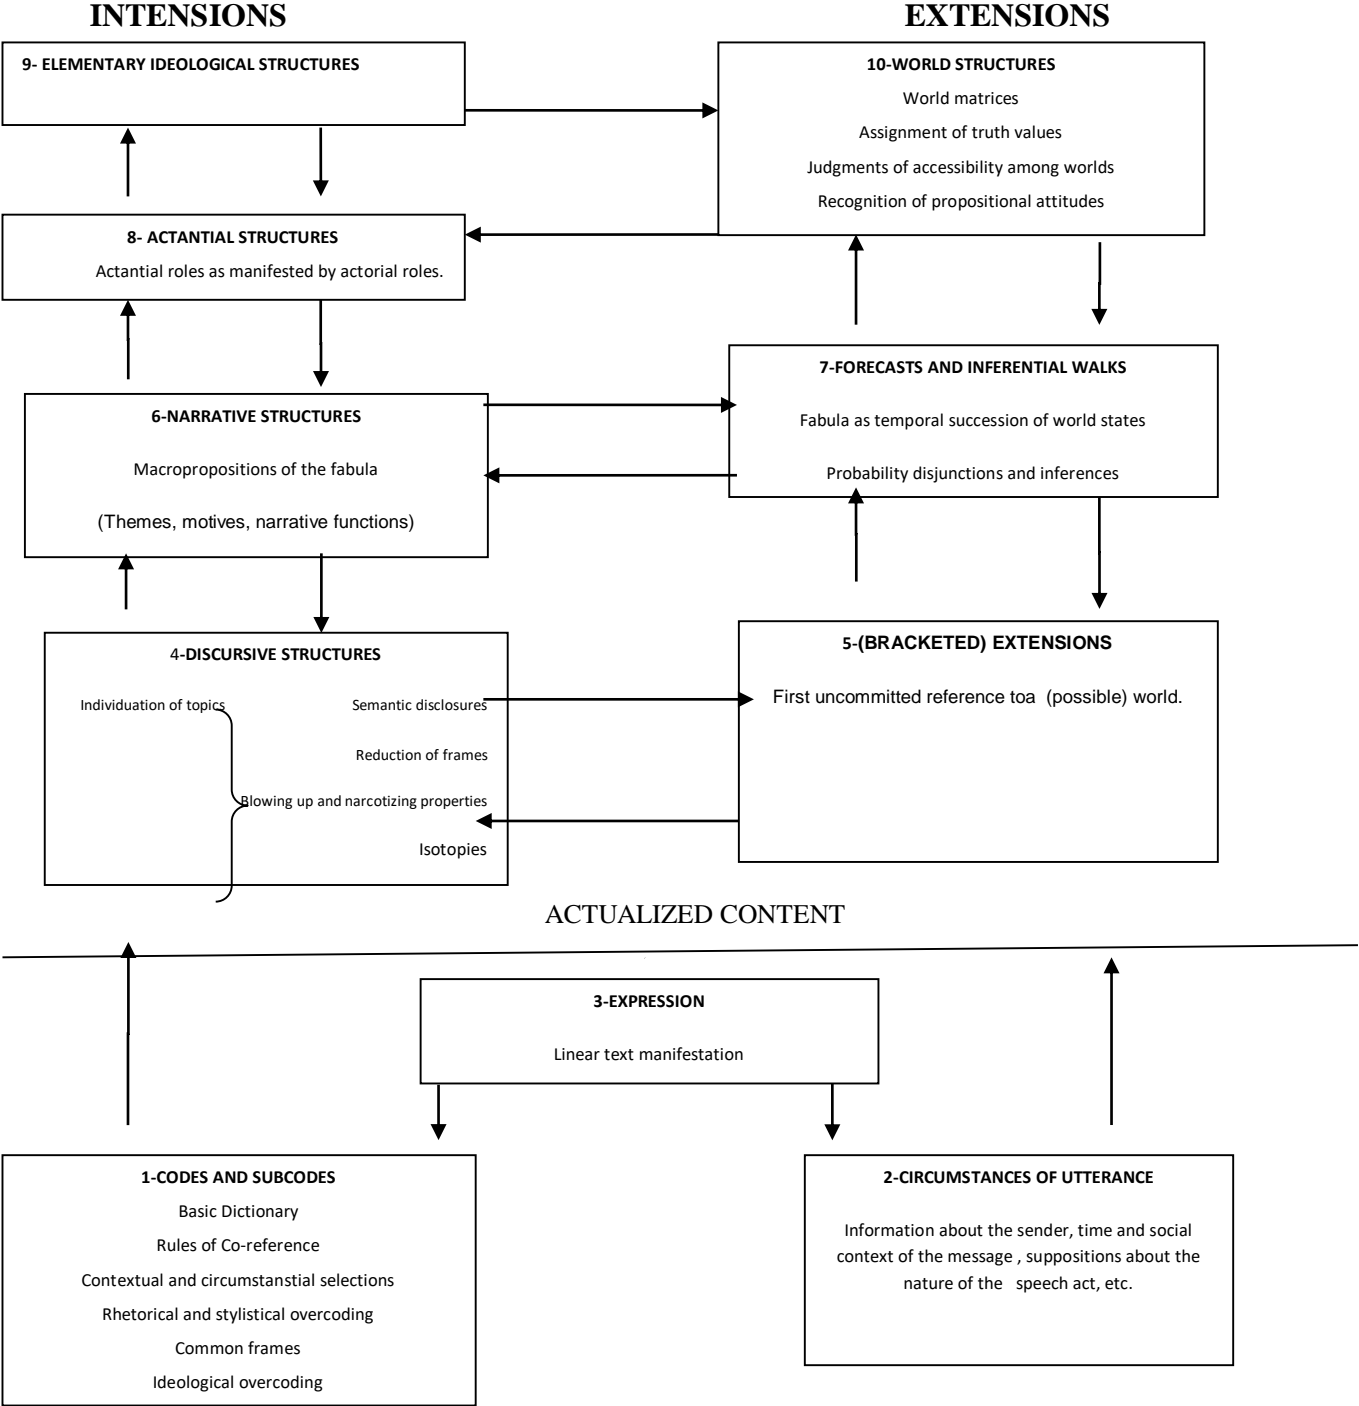 INTENSIONS
EXTENSIONS
9- ELEMENTARY IDEOLOGICAL STRUCTURES
10-WORLD STRUCTURES
World matrices
Assignment of truth values
Judgments of accessibility among worlds
Recognition of propositional attitudes
8- ACTANTIAL STRUCTURES
Actantial roles as manifested by actorial roles.
7-FORECASTS AND INFERENTIAL WALKS
Fabula as temporal succession of world states
Probability disjunctions and inferences
6-NARRATIVE STRUCTURES
Macropropositions of the fabula
(Themes, motives, narrative functions)
4-DISCURSIVE STRUCTURES
Individuation of topics
Semantic disclosures
Reduction of frames
Blowing up and narcotizing properties
Isotopies
5-(BRACKETED) EXTENSIONS
First uncommitted reference toa (possible) world.
ACTUALIZED CONTENT
3-EXPRESSION
Linear text manifestation
1-CODES AND SUBCODES
Basic Dictionary
Rules of Co-reference
Contextual and circumstanstial selections
Rhetorical and stylistical overcoding
Common frames
Ideological overcoding
2-CIRCUMSTANCES OF UTTERANCE
Information about the sender, time and social
context of the message , suppositions about the
nature of the speech act, etc.